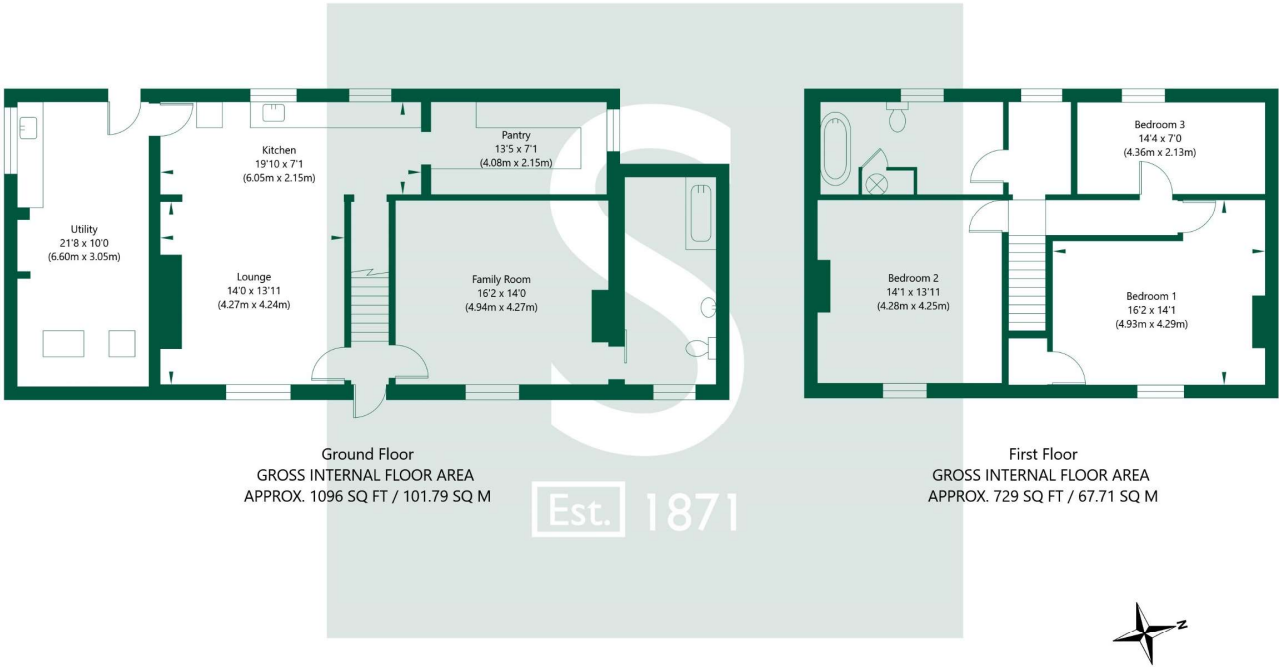 Kitchen
19'10 x 7'1
(6.05m x 2.15m)
Pantry
13'5 x 7'1
(4.08m x 2.15m)
Utility
21'8 x 10'0
(6.60m x 3.05m)
Lounge
14'0 x 13'11
(4.27m x 4.24m)
Family Room
16'2 x 14'0
(4.94m x 4.27m)
Ground Floor
GROSS INTERNAL FLOOR AREA
APPROX. 1096 SQ FT / 101.79 SQ M
Bedroom 3
14'4 x 7'0
(4.36m x 2.13m)
Bedroom 2
14'1 x 13'11
(4.28m x 4.25m)
Bedroom 1
16'2 x 14'1
(4.93m x 4.29m)
First Floor
GROSS INTERNAL FLOOR AREA
APPROX. 729 SQ FT / 67.71 SQ M
S
Est. 1871
N